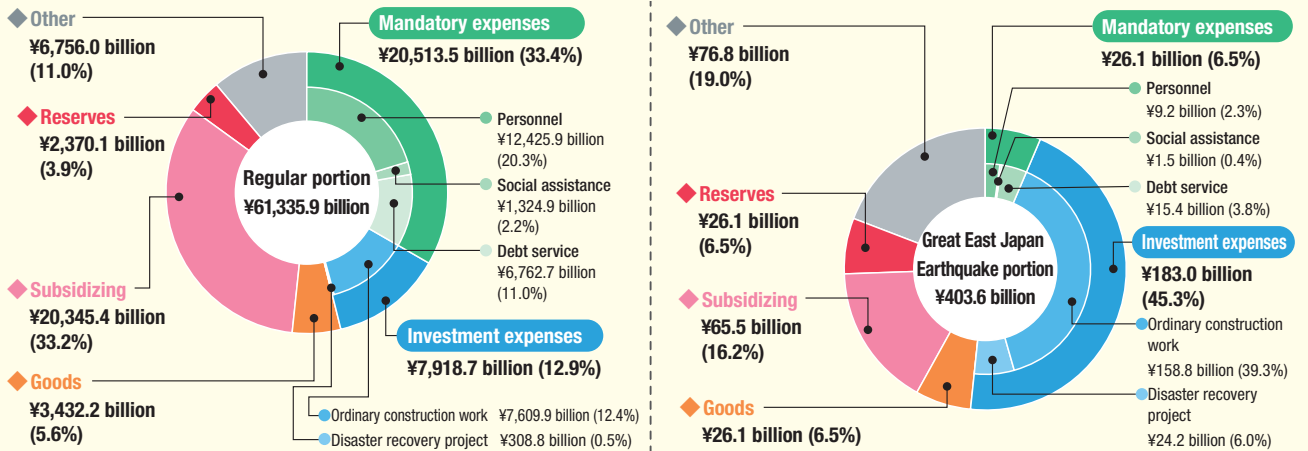 Other
¥6,756.0 billion
(11.0%)
Mandatory expenses
¥20,513.5 billion (33.4%)
Reserves
¥2,370.1 billion
(3.9%)
Personnel
¥12,425.9 billion
(20.3%)
Social assistance
¥1,324.9 billion
(2.2%)
Debt service
¥6,762.7 billion
(11.0%)
Regular portion
¥61,335.9 billion
Subsidizing
¥20,345.4 billion
(33.2%)
Investment expenses
¥7,918.7 billion (12.9%)
Goods
¥3,432.2 billion
(5.6%)
Ordinary construction work ¥7,609.9 billion (12.4%)
Disaster recovery project ¥308.8 billion (0.5%)
Other
¥76.8 billion
(19.0%)
Mandatory expenses
¥26.1 billion (6.5%)
Personnel
¥9.2 billion (2.3%)
Social assistance
¥1.5 billion (0.4%)
Debt service
¥15.4 billion (3.8%)
Reserves
¥26.1 billion
(6.5%)
Great East Japan
Earthquake portion
¥403.6 billion
Investment expenses
¥183.0 billion
(45.3%)
Subsidizing
¥65.5 billion
(16.2%)
Ordinary construction
work
¥158.8 billion (39.3%)
Disaster recovery
project
¥24.2 billion (6.0%)
Goods
¥26.1 billion (6.5%)